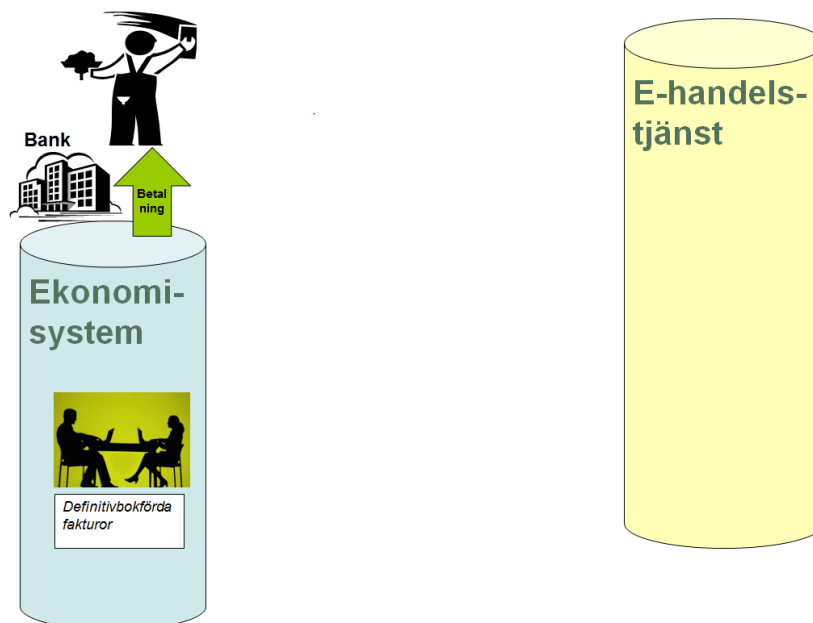 Bank
Betal
ning
Ekonomi-
system
Definitivbokförda
fakturor
E-handels-
tjänst